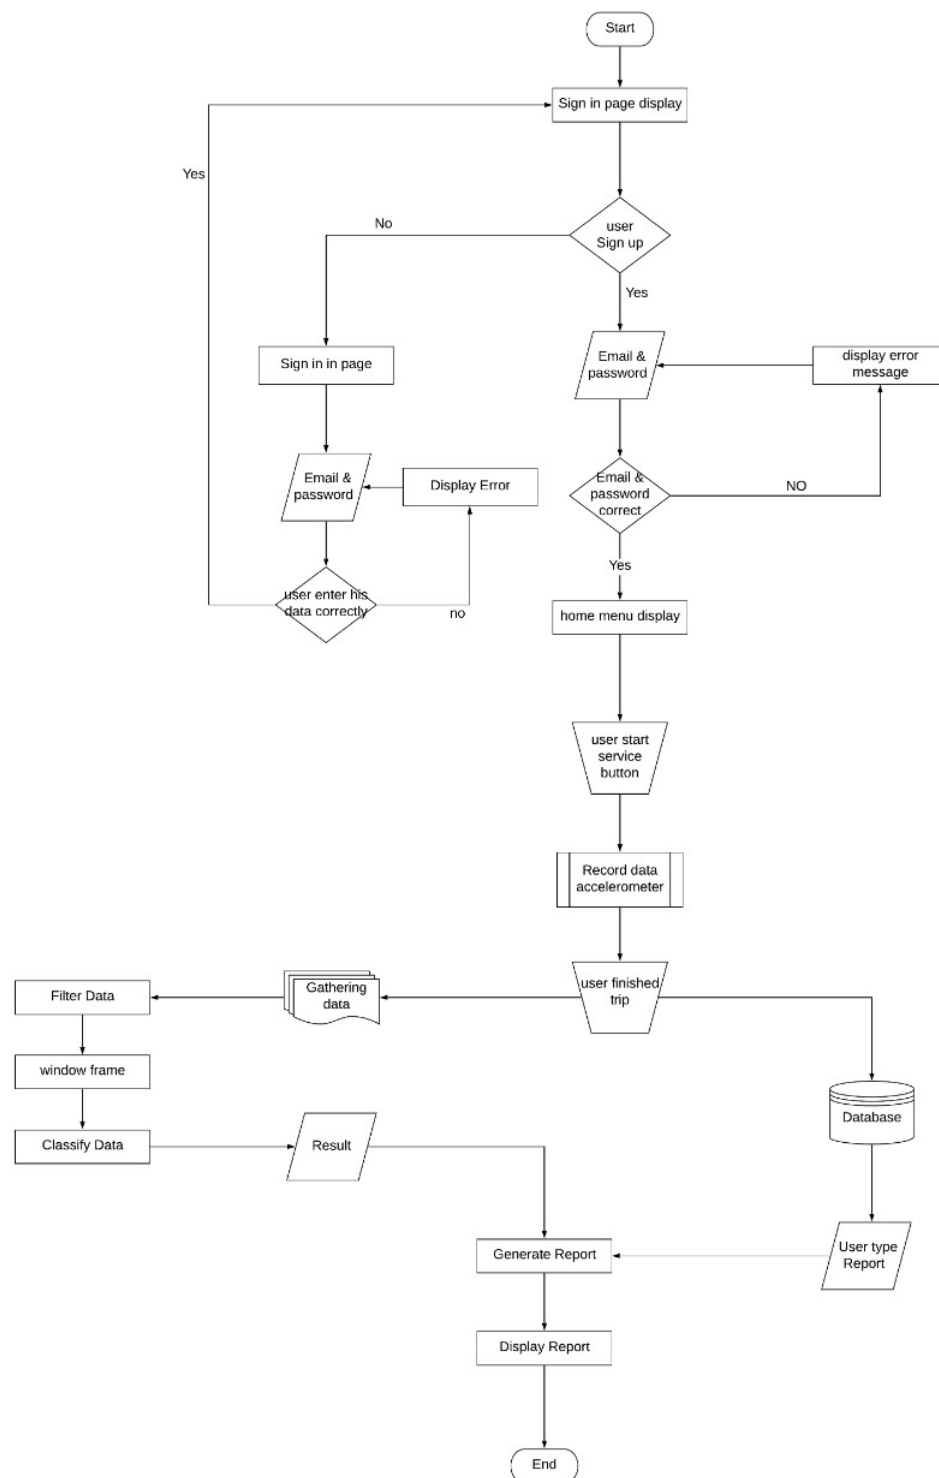 Start
Sign in page display
Yes
No
user
Sign up
Yes
Sign in in page
Email &
password
display error
message
Email &
password
Display Error
Email &
password
correct
NO
Yes
user enter his
data correctly
no
home menu display
user start
service
button
Record data
accelerometer
Filter Data
Gathering
data
user finished
trip
window frame
Database
Classify Data
Result
Generate Report
User type
Report
Display Report
End